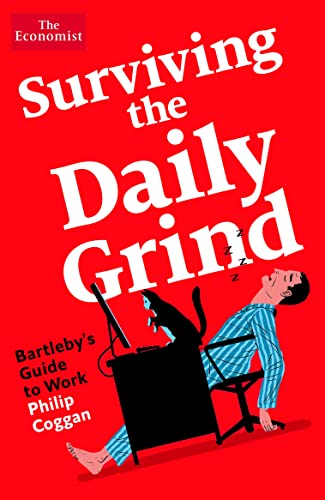 The
Economist
Surviving
the
Daily
Grind
z
z
z
z
Bartleby's
Guide
to Work
Philip
Coggan